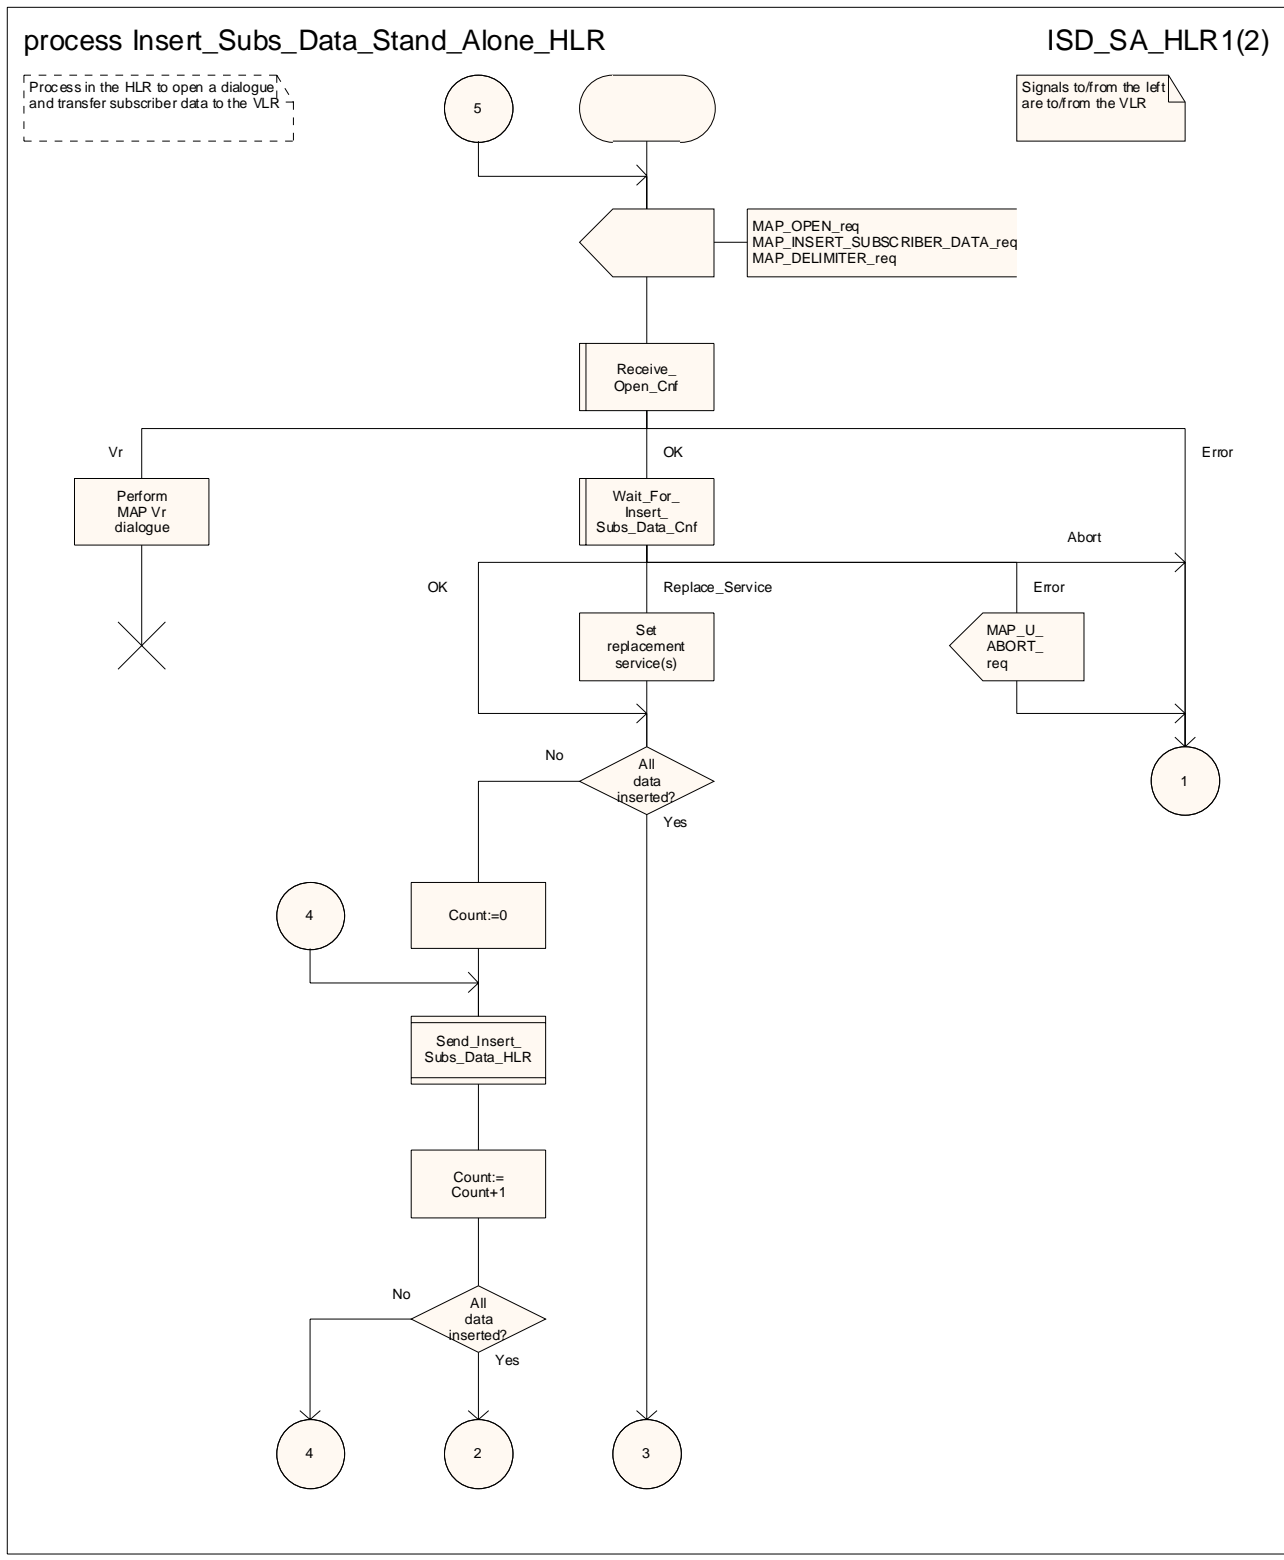 process Insert_Subs_Data_Stand_Alone_HLR
ISD_SA_HLR1(2)
Process in the HLR to open a dialogue
and transfer subscriber data to the VLR
5
Signals to/from the left
are to/from the VLR
MAP_OPEN_req
MAP_INSERT_SUBSCRIBER_DATA_req
MAP_DELIMITER_req
Receive_
Open_Cnf
Vr
OK
Error
Perform
MAP Vr
dialogue
Wait_For_
Insert_
Subs_Data_Cnf
Abort
OK
Replace_Service
Error
Set
replacement
service(s)
MAP_U_
ABORT_
req
No
All
data
inserted?
Yes
1
4
Count:=0
Send_Insert_
Subs_Data_HLR
Count:=
Count+1
No
All
data
inserted?
Yes
4
2
3